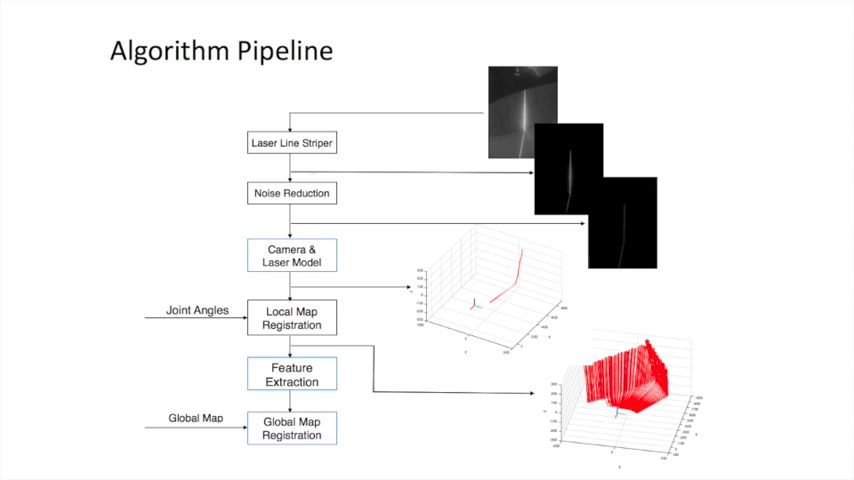 Algorithm Pipeline
Laser Line Striper
Noise Reduction
Camera &
Laser Model
Joint Angles
Local Map
Registration
Feature
Extraction
Global Map
Global Map
Registration